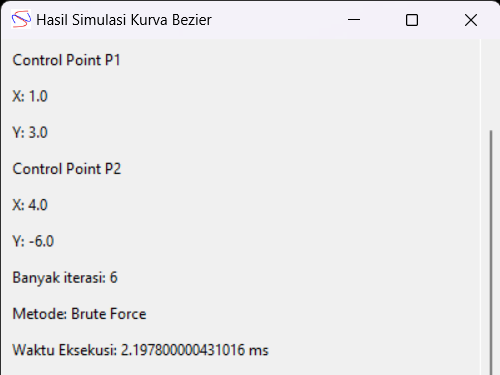 Hasil Simulasi Kurva Bezier
Control Point P1
X: 1.0
Y: 3.0
Control Point P2
X: 4.0
Y: -6.0
Banyak iterasi: 6
Metode: Brute Force
Waktu Eksekusi: 2.197800000431016 ms